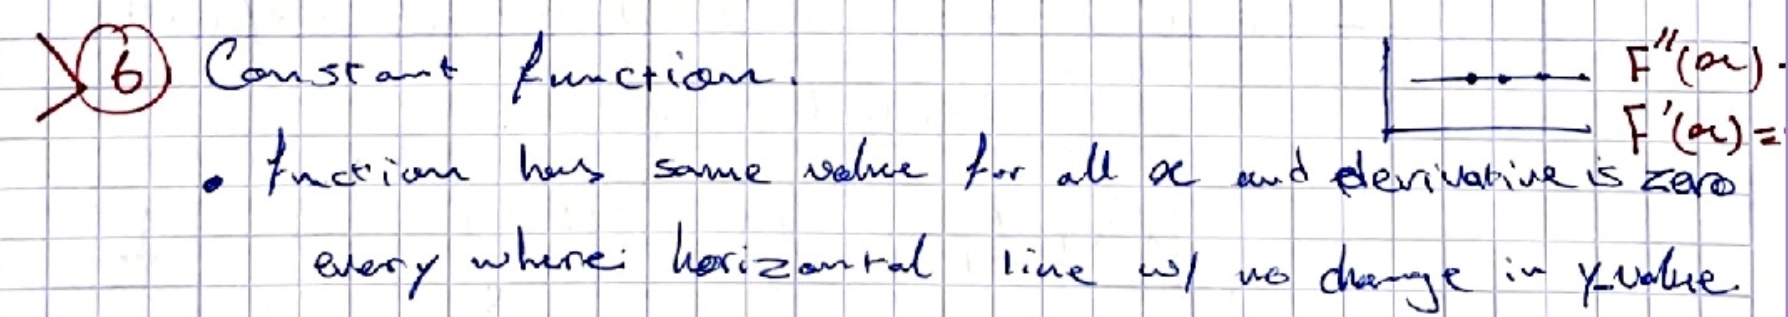 6 Constant function.
F''(x).
F'(x)=
• fnction has same value for all x and derivative is zero
every where: horizontal line w/ no change in y-value.